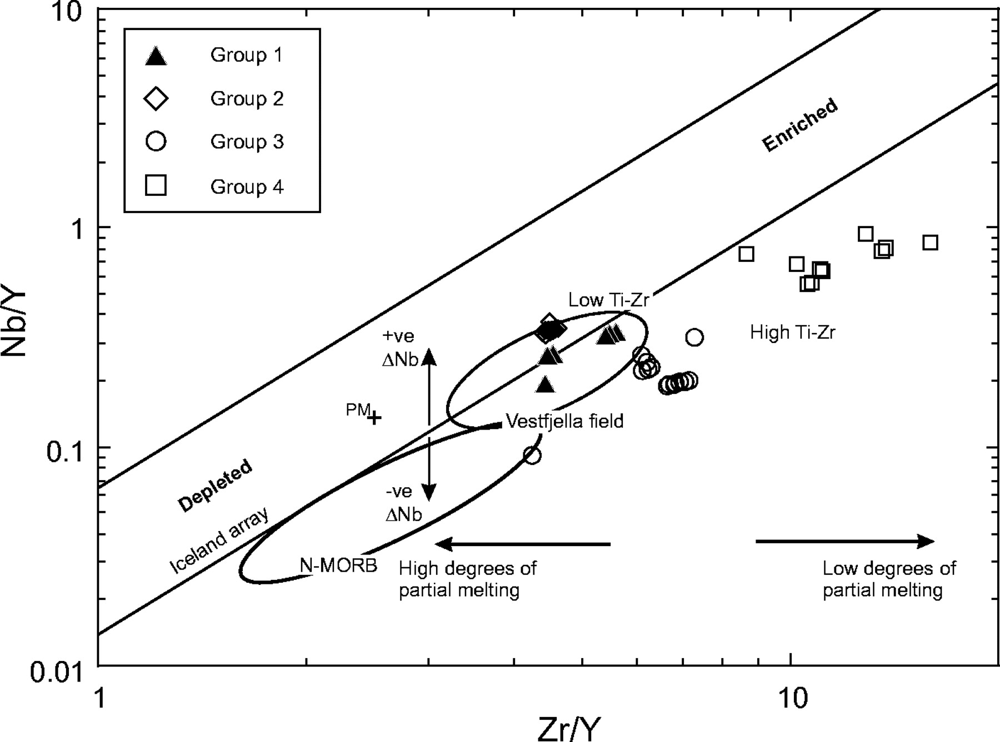 10
Group 1
Group 2
Group 3
Group 4
Enriched
1
Nb/Y
Low Ti-Zr
High Ti-Zr
+ve
ΔNb
PM
Vestfjella field
0.1
Depleted
-ve
ΔNb
Iceland array
N-MORB
High degrees of
partial melting
Low degrees of
partial melting
0.01
1
10
Zr/Y